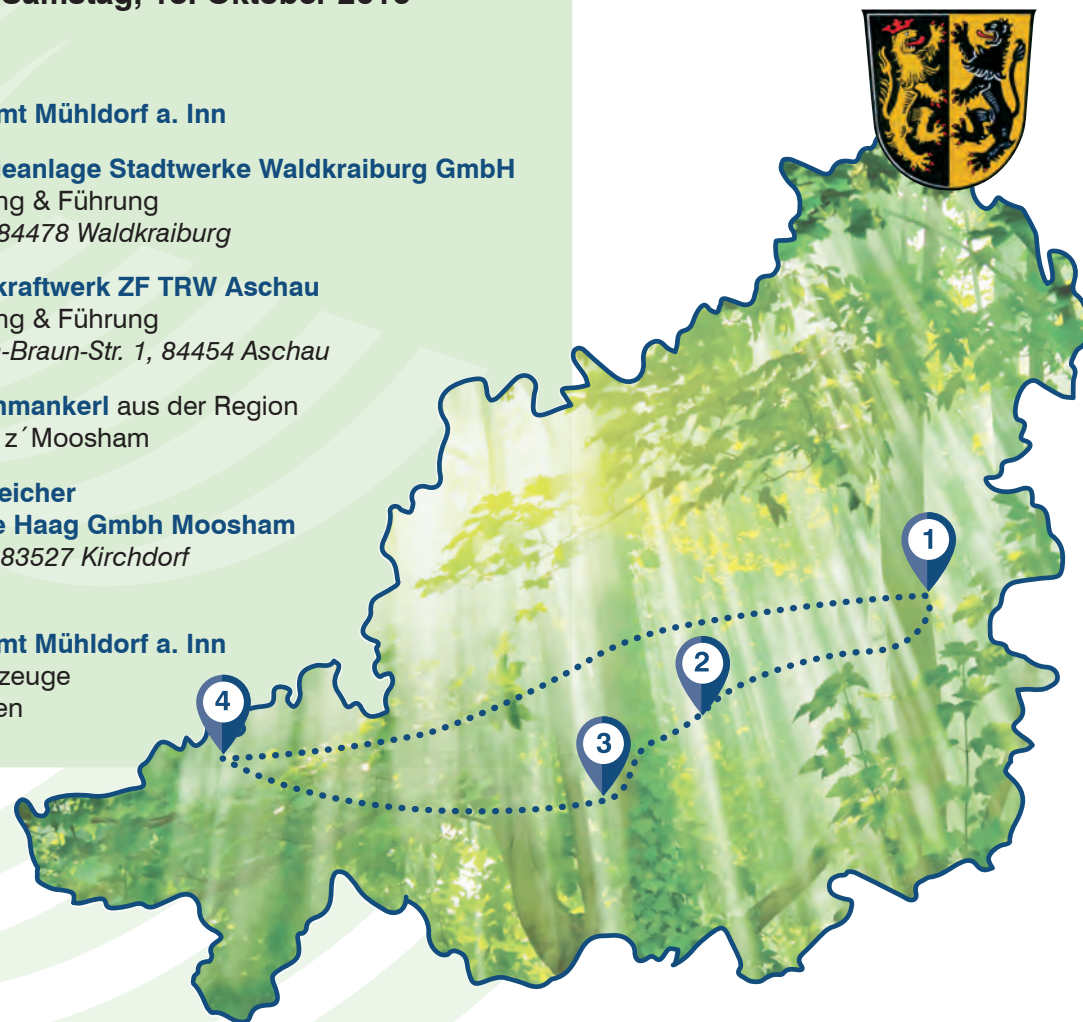 mt Mühldorf a. Inn
eanlage Stadtwerke Waldkraiburg GmbH
ng & Führung
84478 Waldkraiburg
kraftwerk ZF TRW Aschau
ng & Führung
-Braun-Str. 1, 84454 Aschau
nmankerl aus der Region
z´Moosham
eicher
e Haag Gmbh Moosham
83527 Kirchdorf
mt Mühldorf a. Inn
zeuge
en
1
2
3
4